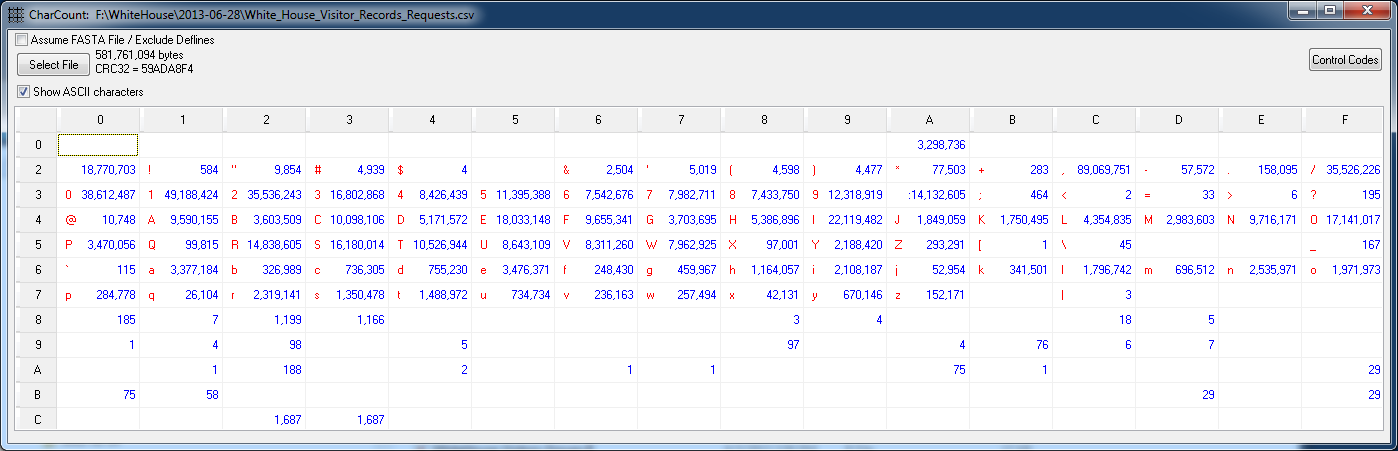 CharCount: F:\WhiteHouse\2013-06-28\White_House_Visitor_Records_Requests.csv
Assume FASTA File / Exclude Deflines
Select File
581,761,094 bytes
CRC32 = 59ADA8F4
Control Codes
Show ASCII characters
0 1 2 3 4 5 6 7 8 9 A B C D E F
0 3,298,736
2 18,770,703 ! 584 " 9,854 # 4,939 $ 4 & 2,504 ' 5,019 ( 4,598 ) 4,477 * 77,503 + 283 , 89,069,751 - 57,572 . 158,095 / 35,526,226
3 0 38,612,487 1 49,188,424 2 35,536,243 3 16,802,868 4 8,426,439 5 11,395,388 6 7,542,676 7 7,982,711 8 7,433,750 9 12,318,919 : 14,132,605 ; 464 < 2 = 33 > 6 ? 195
4 @ 10,748 A 9,590,155 B 3,603,509 C 10,098,106 D 5,171,572 E 18,033,148 F 9,655,341 G 3,703,695 H 5,386,896 I 22,119,482 J 1,849,059 K 1,750,495 L 4,354,835 M 2,983,603 N 9,716,171 O 17,141,017
5 P 3,470,056 Q 99,815 R 14,838,605 S 16,180,014 T 10,526,944 U 8,643,109 V 8,311,260 W 7,962,925 X 97,001 Y 2,188,420 Z 293,291 [ 1 \ 45 _ 167
6 ` 115 a 3,377,184 b 326,989 c 736,305 d 755,230 e 3,476,371 f 248,430 g 459,967 h 1,164,057 i 2,108,187 j 52,954 k 341,501 l 1,796,742 m 696,512 n 2,535,971 o 1,971,973
7 p 284,778 q 26,104 r 2,319,141 s 1,350,478 t 1,488,972 u 734,734 v 236,163 w 257,494 x 42,131 y 670,146 z 152,171 | 3
8 185 7 1,199 1,166 3 4 18 5
9 1 4 98 5 97 4 76 6 7
A 1 188 2 1 1 75 1 29
B 75 58 29 29
C 1,687 1,687